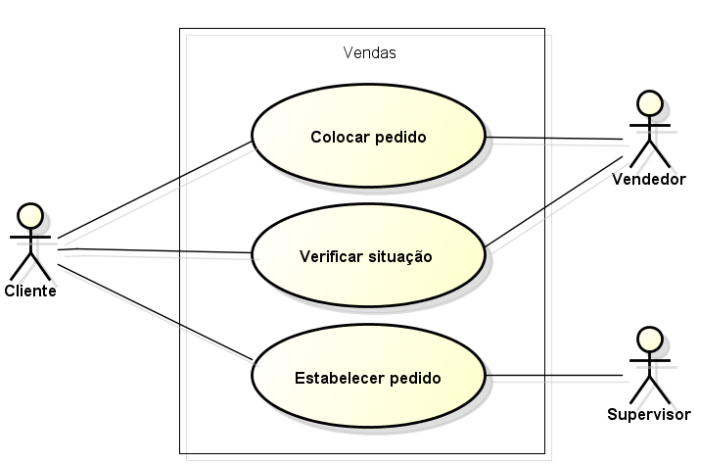 Vendas
Colocar pedido
Vendedor
Verificar situação
Cliente
Estabelecer pedido
Supervisor